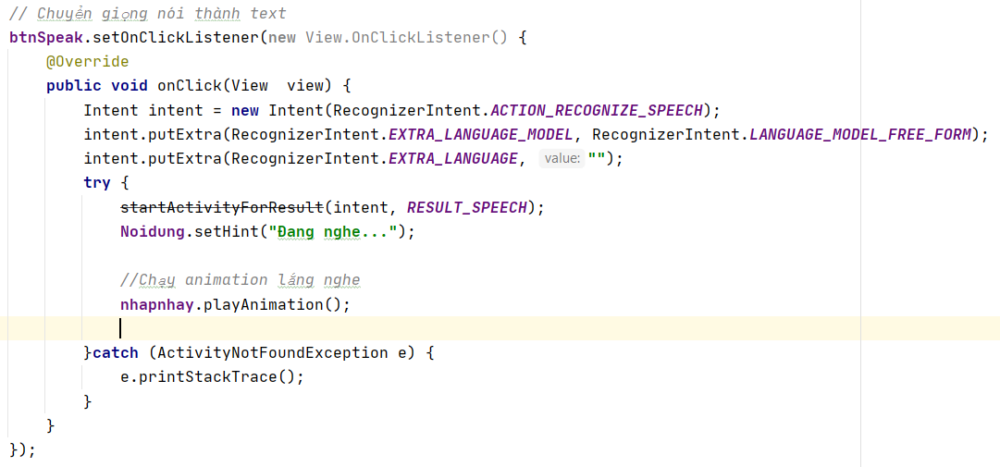 // Chuyển giọng nói thành text
btnSpeak.setOnClickListener(new View.OnClickListener() {
@Override
public void onClick(View  view) {
Intent intent = new Intent(RecognizerIntent.ACTION_RECOGNIZE_SPEECH);
intent.putExtra(RecognizerIntent.EXTRA_LANGUAGE_MODEL, RecognizerIntent.LANGUAGE_MODEL_FREE_FORM);
intent.putExtra(RecognizerIntent.EXTRA_LANGUAGE, value: "");
try {
startActivityForResult(intent, RESULT_SPEECH);
Noidung.setHint("Đang nghe...");
//Chạy animation lắng nghe
nhapnhay.playAnimation();
}catch (ActivityNotFoundException e) {
e.printStackTrace();
}
}
});